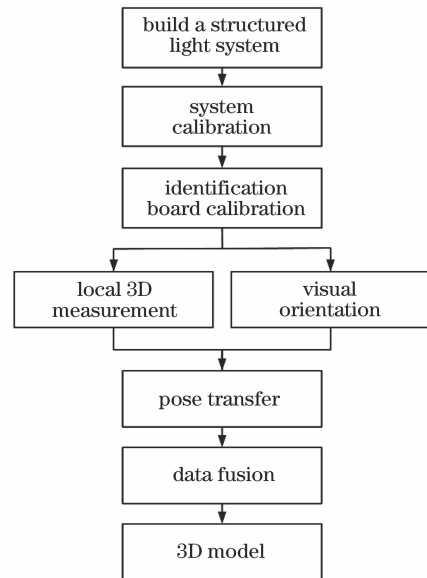 build a structured
light system
system
calibration
identification
board calibration
local 3D
measurement
visual
orientation
pose transfer
data fusion
3D model